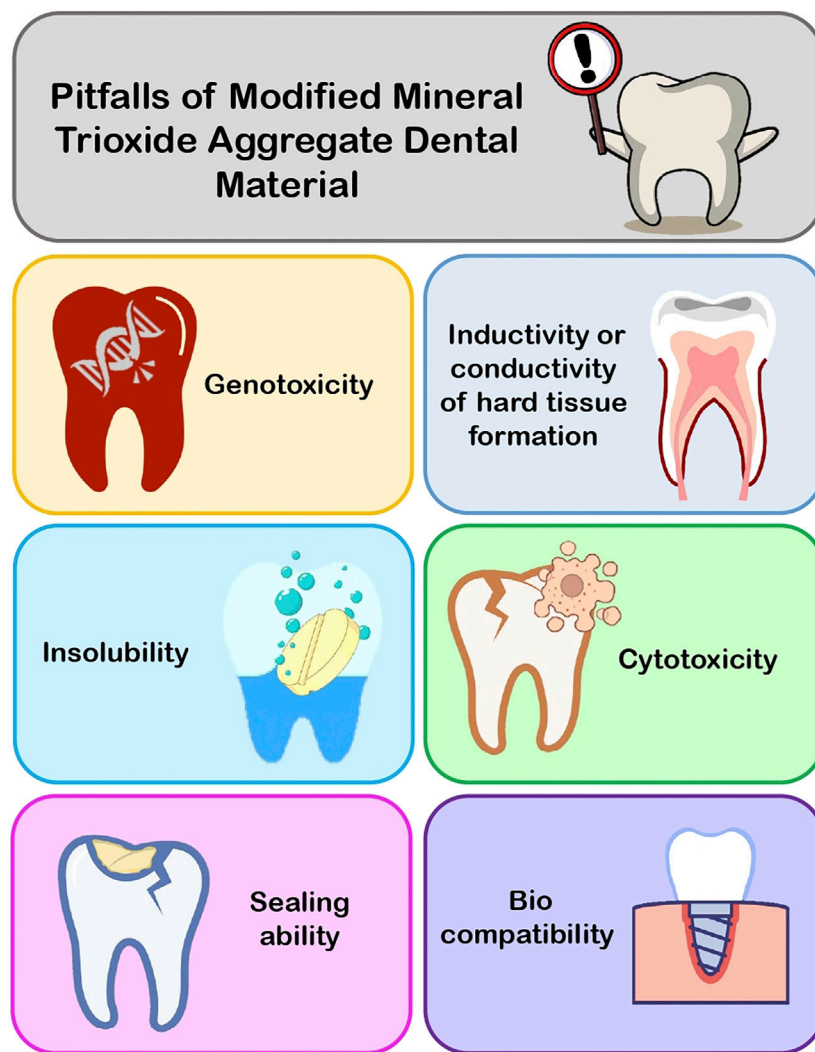 Pitfalls of Modified Mineral
Trioxide Aggregate Dental
Material
Genotoxicity
Inductivity or
conductivity
of hard tissue
formation
Insolubility
Cytotoxicity
Sealing
ability
Bio
compatibility